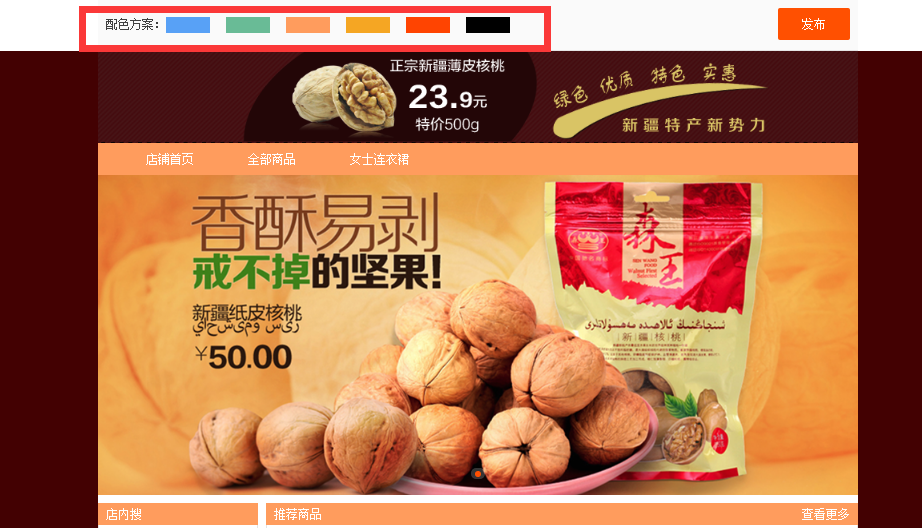 配色方案：
发布
正宗新疆薄皮核桃
23.9元
特价500g
绿色 优质 特色 实惠
新疆特产新势力
店铺首页 全部商品 女士连衣裙
香酥易剥
戒不掉的坚果!
新疆纸皮核桃
¥50.00
森王
新疆核桃
店内搜
推荐商品
查看更多